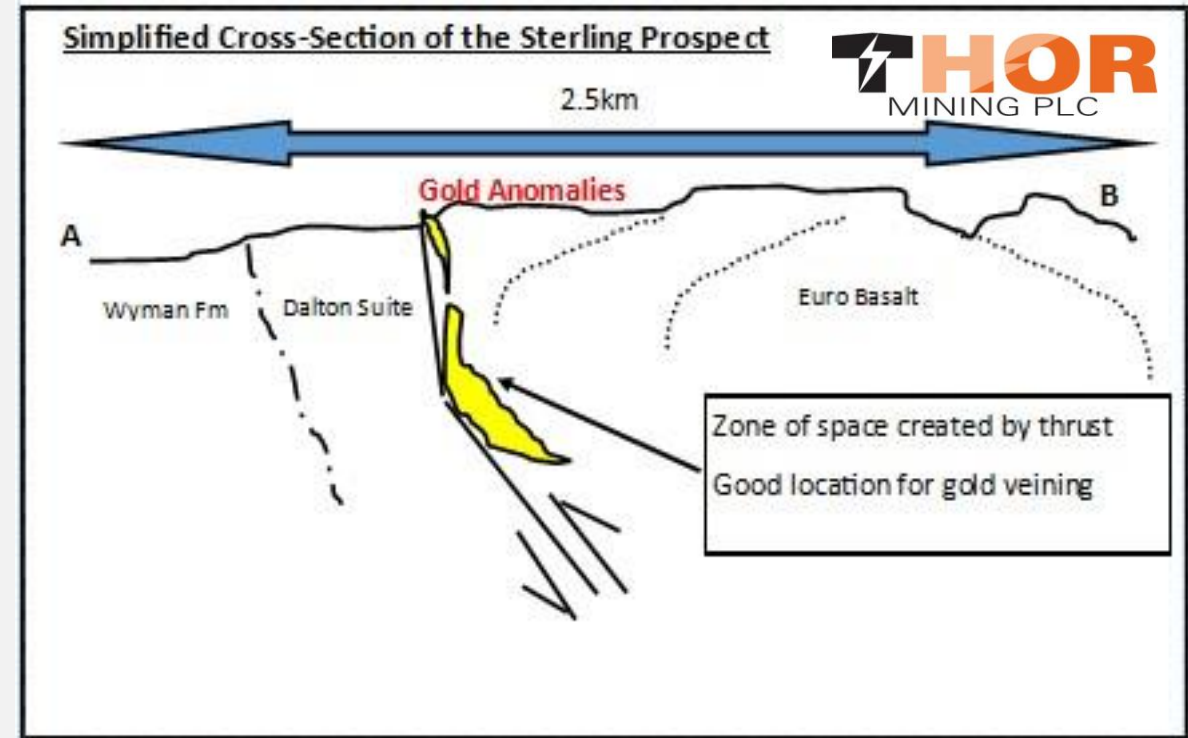 Simplified Cross-Section of the Sterling Prospect
THOR
MINING PLC
2.5km
Gold Anomalies
A
B
Wyman Fm
Dalton Suite
Euro Basalt
Zone of space created by thrust
Good location for gold veining